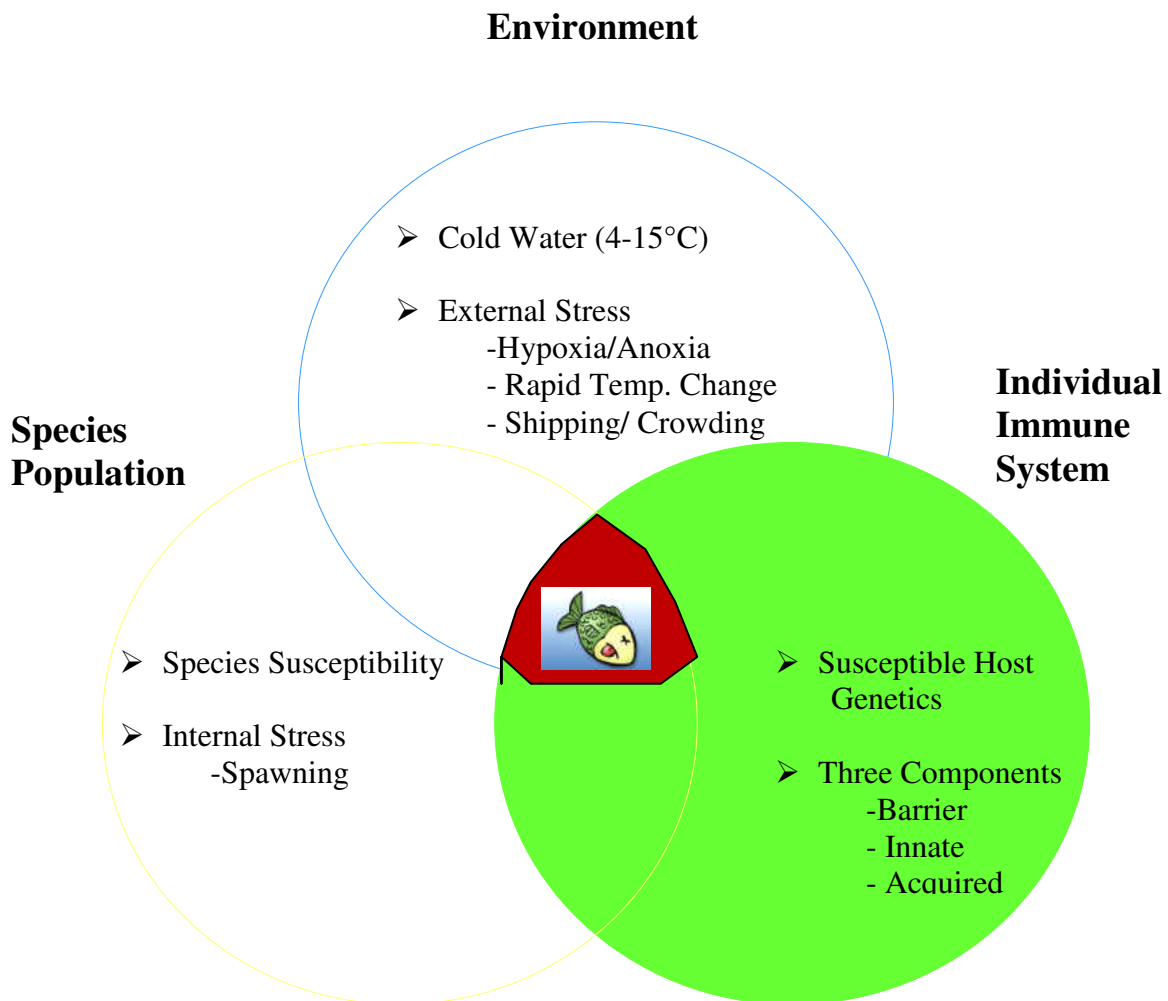 Environment
➢ Cold Water (4-15°C)
➢ External Stress
-Hypoxia/Anoxia
- Rapid Temp. Change
- Shipping/ Crowding
Individual
Immune
System
Species
Population
➢ Species Susceptibility
➢ Internal Stress
-Spawning
➢ Susceptible Host
Genetics
➢ Three Components
-Barrier
- Innate
- Acquired